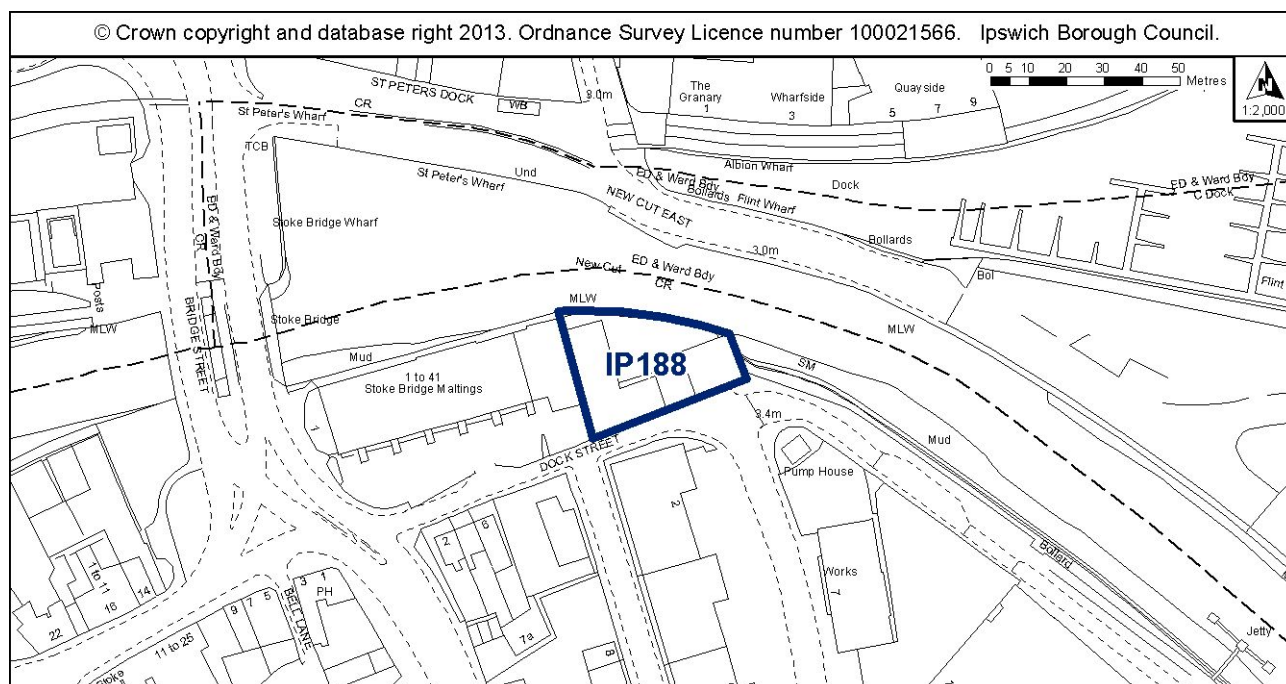 © Crown copyright and database right 2013. Ordnance Survey Licence number 100021566. Ipswich Borough Council.
0 5 10 20 30 40 50
Metres
N
1:2,000
ST PETERS DOCK
CR
WB
St Peter's Wharf
TCB
9.0m
The
Granary
1
Wharfside
3
Quayside
5 7 9
Albion Wharf
Dock
ED & Ward Bdy
ED & Ward Bdy
C Dock
Und
St Peter's Wharf
Bollards
Flint Wharf
NEW CUT EAST
3.0m
Bollards
Bol
Flint
Stoke Bridge Wharf
ED & Ward Bdy
CR
Posts
MLW
BRIDGE STREET
Stoke Bridge
New Cut
ED & Ward Bdy
CR
MLW
MLW
Mud
1 to 41
Stoke Bridge Maltings
IP188
SM
3.4m
Mud
DOCK STREET
Pump House
2
2
6
Works
7
Bollard
Jetty
1 to 11
16
14
22
3
1
PH
BELL LANE
9 7 5
11 to 25
7a
8
Stoke